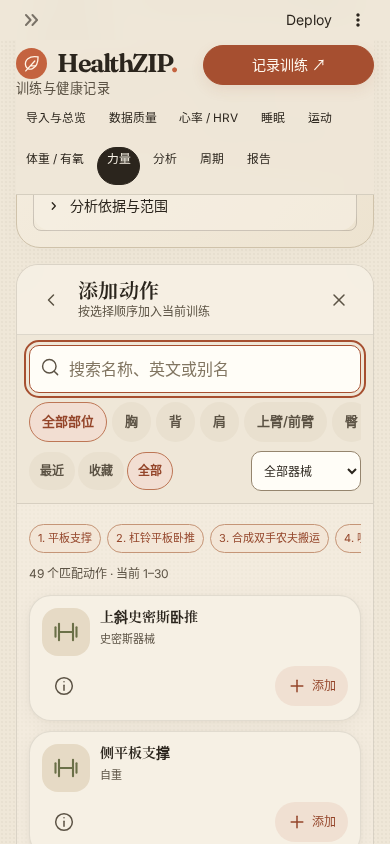 Deploy
HealthZIP.
记录训练 ↗
训练与健康记录
导入与总览 数据质量 心率 / HRV 睡眠 运动
体重 / 有氧 力量 分析 周期 报告
分析依据与范围
添加动作
按选择顺序加入当前训练
搜索名称、英文或别名
全部部位 胸 背 肩 上臂/前臂 臀
最近 收藏 全部 全部器械
1. 平板支撑 2. 杠铃平板卧推 3. 合成双手农夫搬运 4.
49 个匹配动作 · 当前 1–30
上斜史密斯卧推
史密斯器械
添加
侧平板支撑
自重
添加